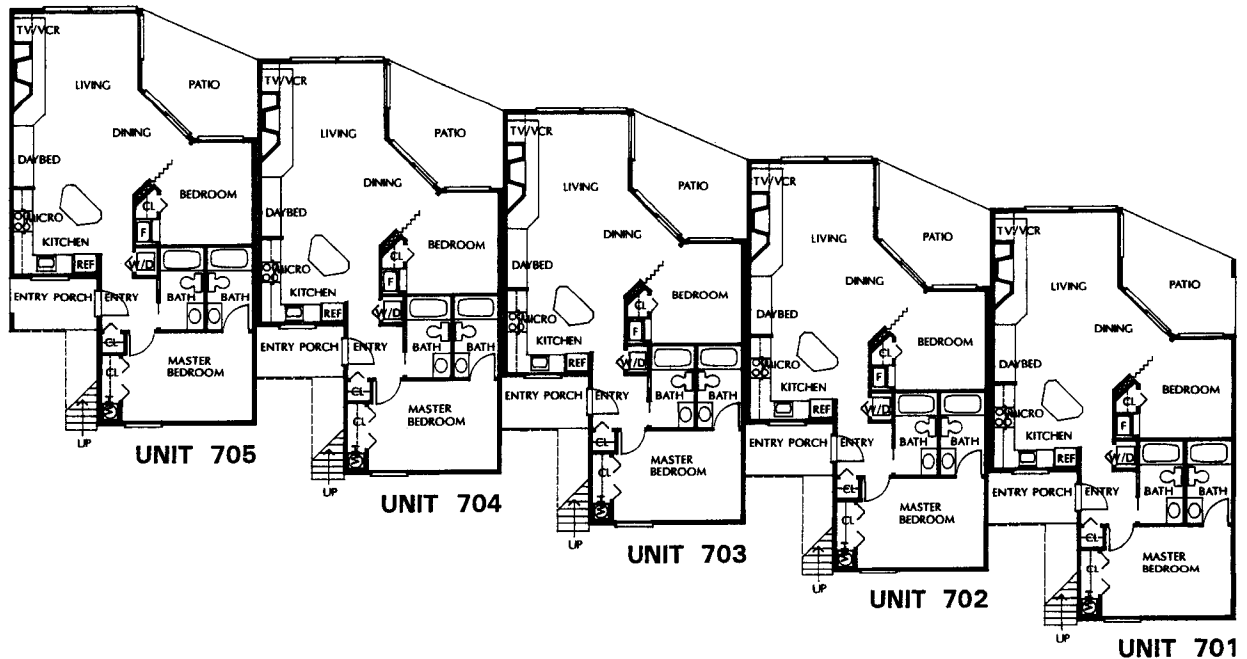 TV/VCR
LIVING
PATIO
DINING
DAYBED
BEDROOM
CL
MICRO
F
KITCHEN
REF
W/D
ENTRY PORCH
ENTRY
BATH
BATH
CL
MASTER
BEDROOM
CL
UP
UNIT 705
TV/VCR
LIVING
PATIO
DINING
DAYBED
BEDROOM
CL
MICRO
F
KITCHEN
REF
W/D
ENTRY PORCH
ENTRY
BATH
BATH
CL
MASTER
BEDROOM
CL
UP
UNIT 704
TV/VCR
LIVING
PATIO
DINING
DAYBED
BEDROOM
CL
MICRO
F
KITCHEN
REF
W/D
ENTRY PORCH
ENTRY
BATH
BATH
CL
MASTER
BEDROOM
CL
UP
UNIT 703
TV/VCR
LIVING
PATIO
DINING
DAYBED
BEDROOM
CL
MICRO
F
KITCHEN
REF
W/D
ENTRY PORCH
ENTRY
BATH
BATH
CL
MASTER
BEDROOM
CL
UP
UNIT 702
TV/VCR
LIVING
PATIO
DINING
DAYBED
BEDROOM
CL
MICRO
F
KITCHEN
REF
W/D
ENTRY PORCH
ENTRY
BATH
BATH
CL
MASTER
BEDROOM
CL
UP
UNIT 701